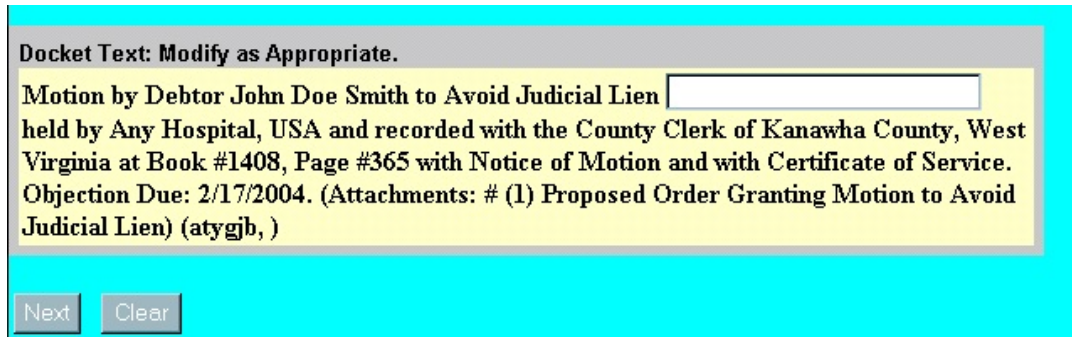 Docket Text: Modify as Appropriate.
Motion by Debtor John Doe Smith to Avoid Judicial Lien
held by Any Hospital, USA and recorded with the County Clerk of Kanawha County, West
Virginia at Book #1408, Page #365 with Notice of Motion and with Certificate of Service.
Objection Due: 2/17/2004. (Attachments: # (1) Proposed Order Granting Motion to Avoid
Judicial Lien) (atygjb, )
Next Clear